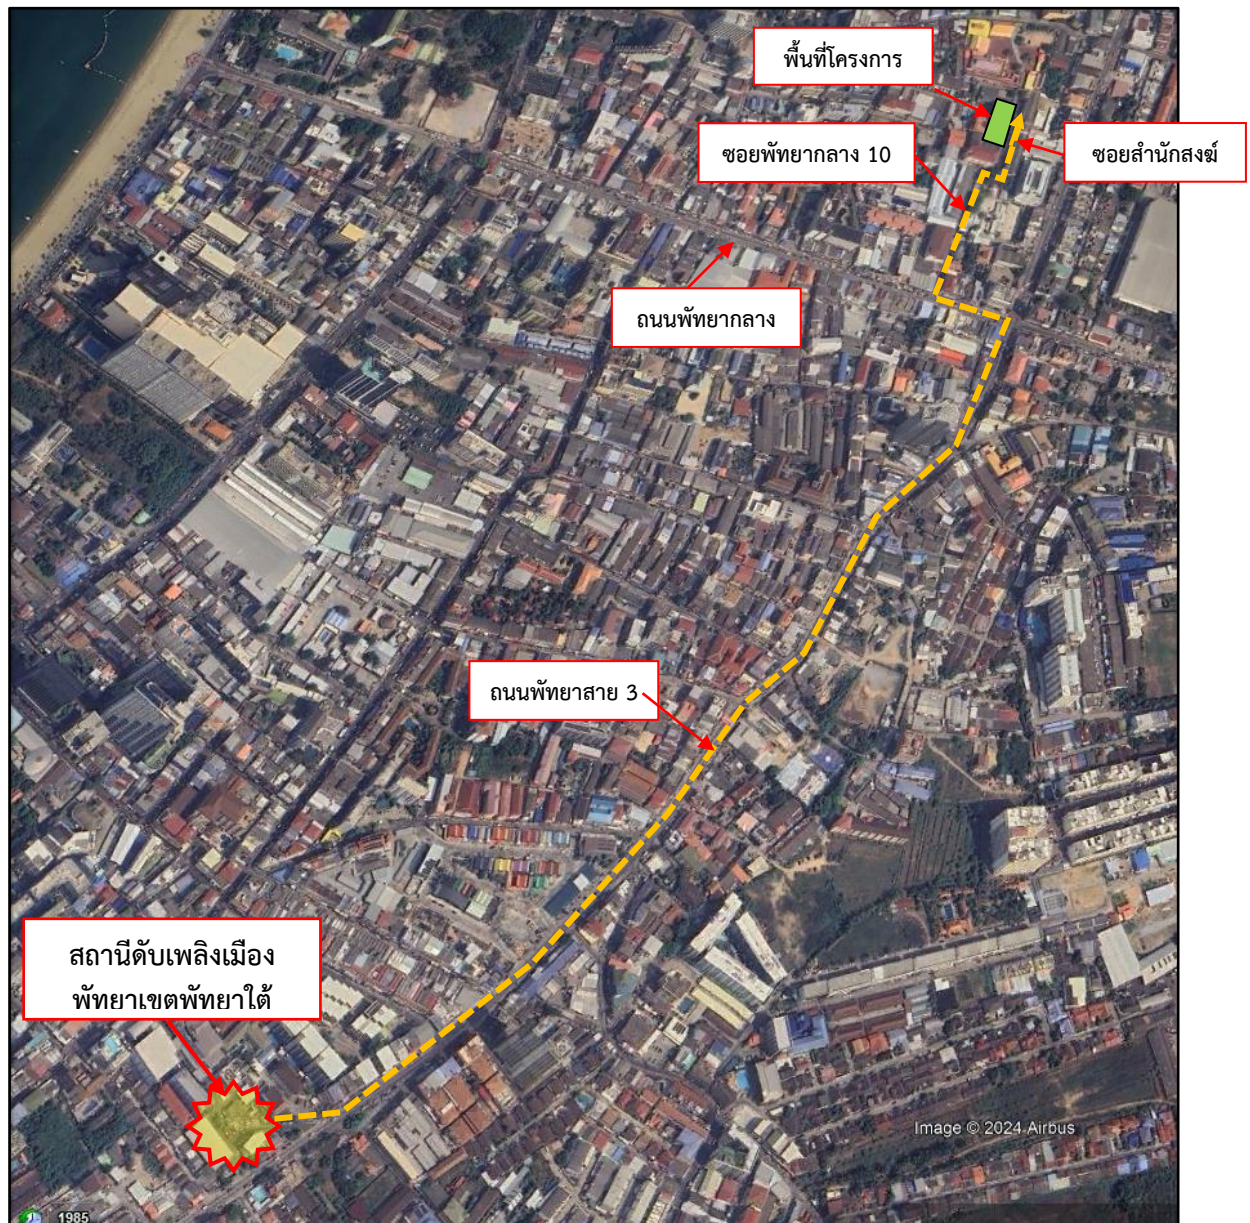 พื้นที่โครงการ
ซอยพัทยากลาง 10
ซอยสำนักสงฆ์
ถนนพัทยากลาง
ถนนพัทยาสาย 3
สถานีดับเพลิงเมือง
พัทยาเขตพัทยาใต้
Image © 2024 Airbus
1985